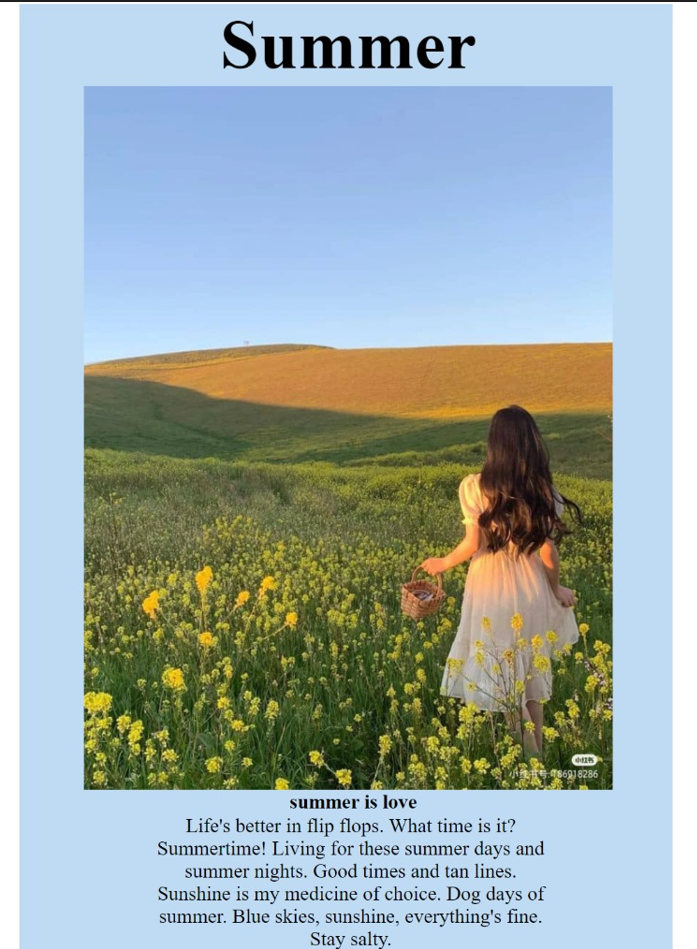 Summer
小红书
小红书号:186918286
summer is love
Life's better in flip flops. What time is it?
Summertime! Living for these summer days and
summer nights. Good times and tan lines.
Sunshine is my medicine of choice. Dog days of
summer. Blue skies, sunshine, everything's fine.
Stay salty.